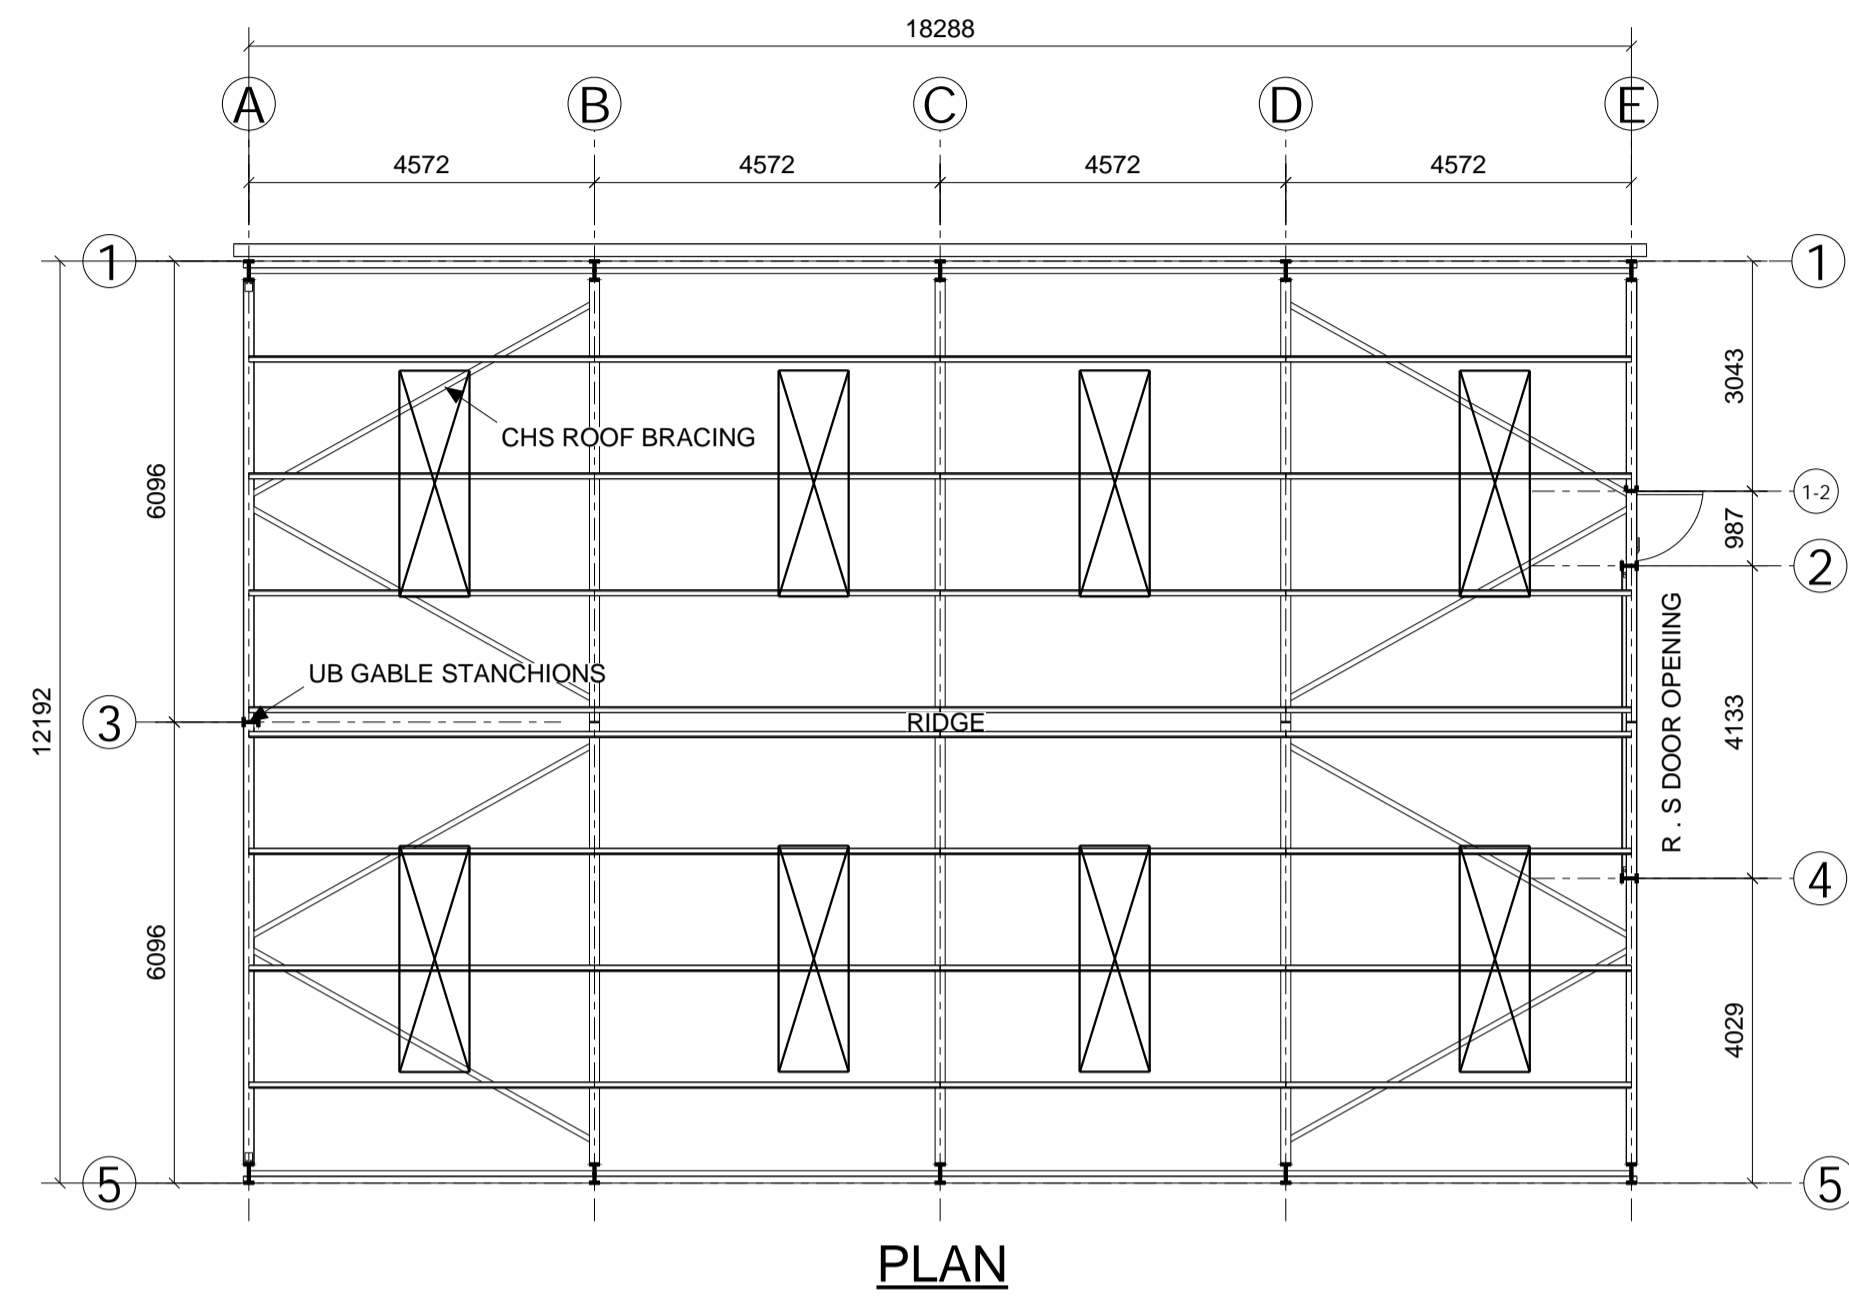 18288
A
B
C
D
E
4572
4572
4572
4572
1
1
3043
CHS ROOF BRACING
6096
1-2
987
2
UB GABLE STANCHIONS
R . S DOOR OPENING
12192
3
RIDGE
4133
4
6096
4029
5
5
PLAN